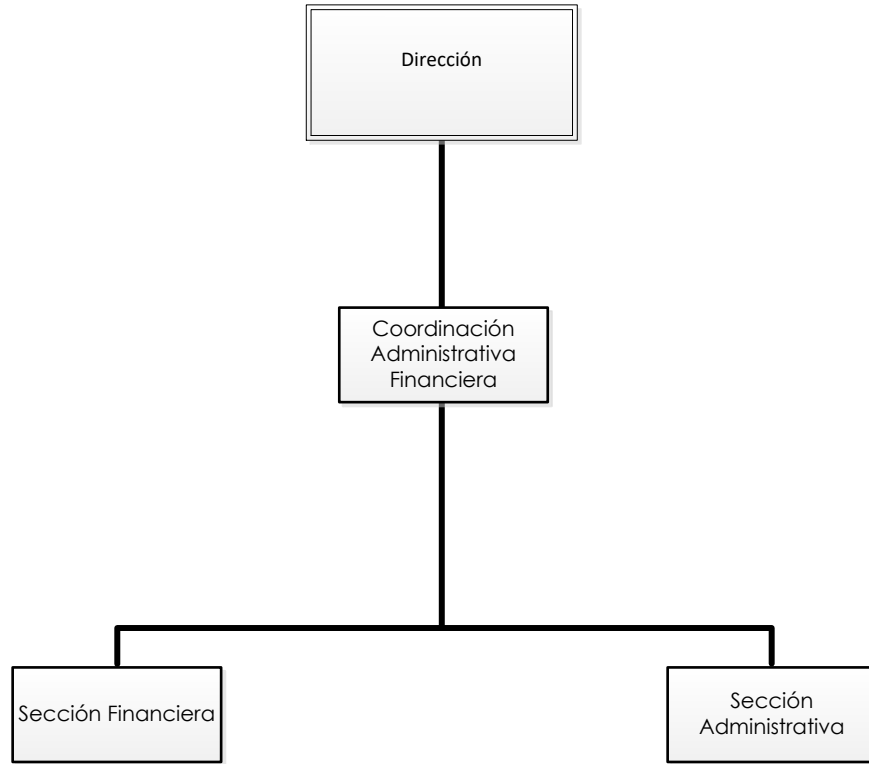 Dirección
Coordinación
Administrativa
Financiera
Sección Financiera
Sección
Administrativa